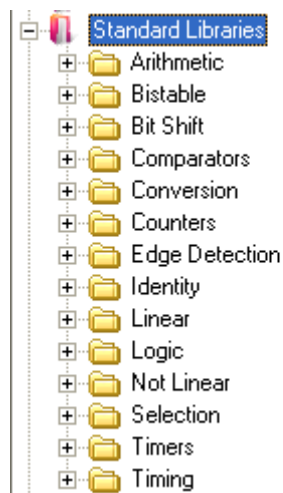 Standard Libraries
Arithmetic
Bistable
Bit Shift
Comparators
Conversion
Counters
Edge Detection
Identity
Linear
Logic
Not Linear
Selection
Timers
Timing